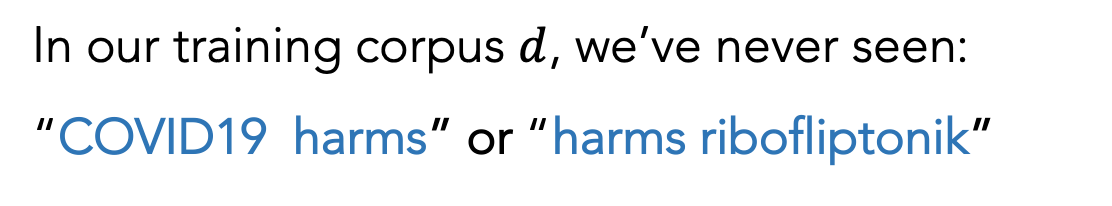 In our training corpus d, we’ve never seen:
“COVID19 harms” or “harms ribofliptonik”